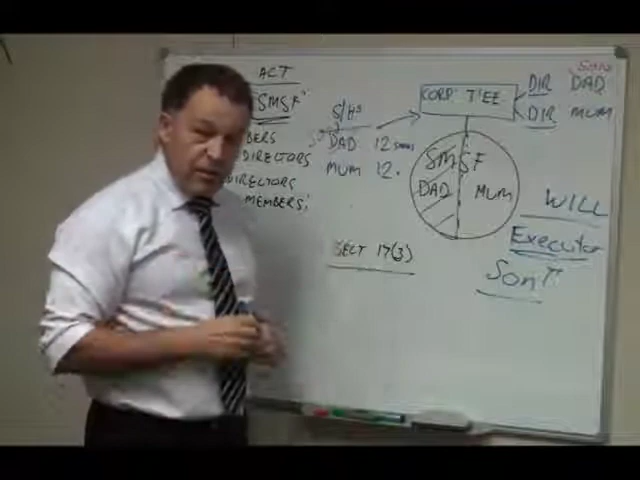 ACT
"SMSF"
BERS
DIRECTORS
DIRECTORS
MEMBERS'
S/HS
DAD 12
MUM 12
SECT 17(3)
CORP T'EE
DIR DAD
DIR MUM
SMSF
DAD
MUM
WILL
Executor
Son